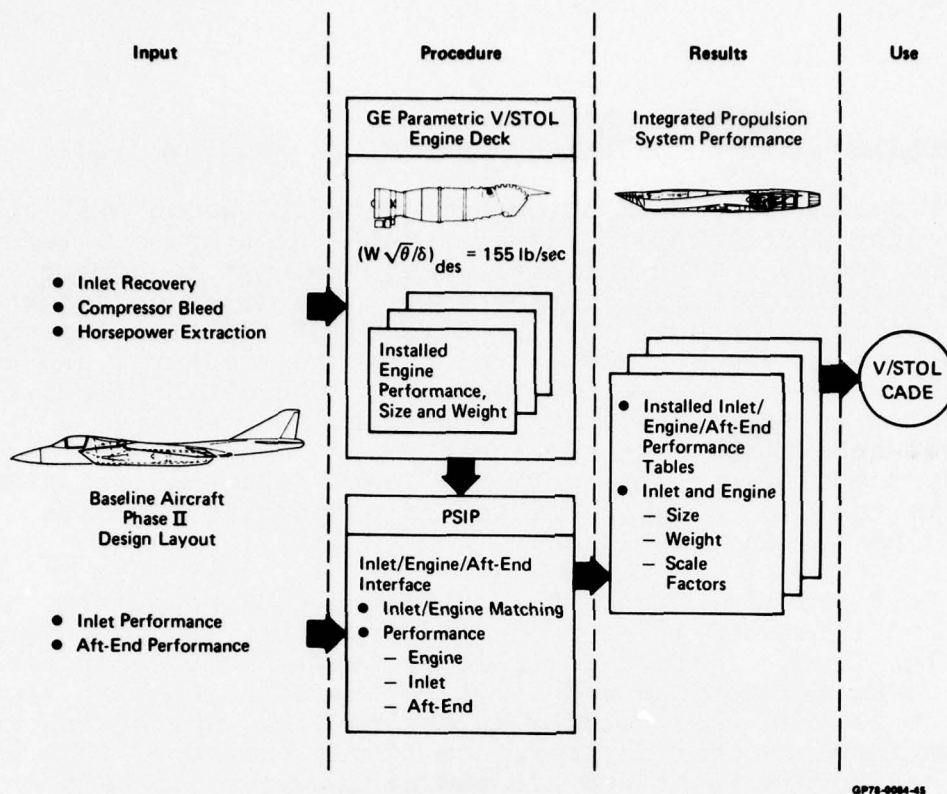 Input
Procedure
Results
Use
GE Parametric V/STOL
Engine Deck
(W √θ/δ) des = 155 lb/sec
Installed
Engine
Performance,
Size and Weight
● Inlet Recovery
● Compressor Bleed
● Horsepower Extraction
Baseline Aircraft
Phase II
Design Layout
● Inlet Performance
● Aft-End Performance
PSIP
Inlet/Engine/Aft-End
Interface
● Inlet/Engine Matching
● Performance
— Engine
— Inlet
— Aft-End
Integrated Propulsion
System Performance
● Installed Inlet/
Engine/Aft-End
Performance
Tables
● Inlet and Engine
— Size
— Weight
— Scale
Factors
V/STOL
CADE
GP78-0084-45